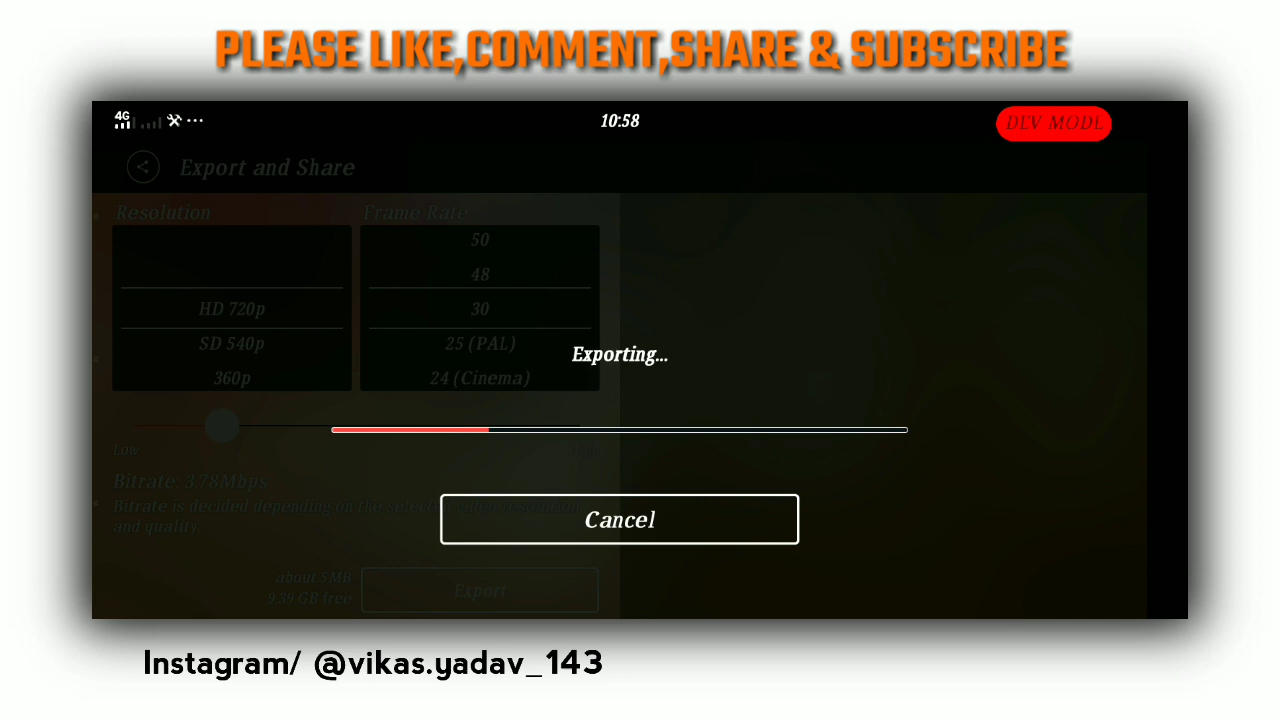 PLEASE LIKE,COMMENT,SHARE & SUBSCRIBE
4G 10:58 DEV MODE
Export and Share
Resolution Frame Rate
50
48
HD 720p 30
SD 540p 25 (PAL)
Exporting...
360p 24 (Cinema)
Low
Bitrate: 3.78Mbps
Bitrate is decided depending on the selected video resolution
and quality.
Cancel
about 5MB
9.39 GB free
Export
Instagram/ @vikas.yadav_143